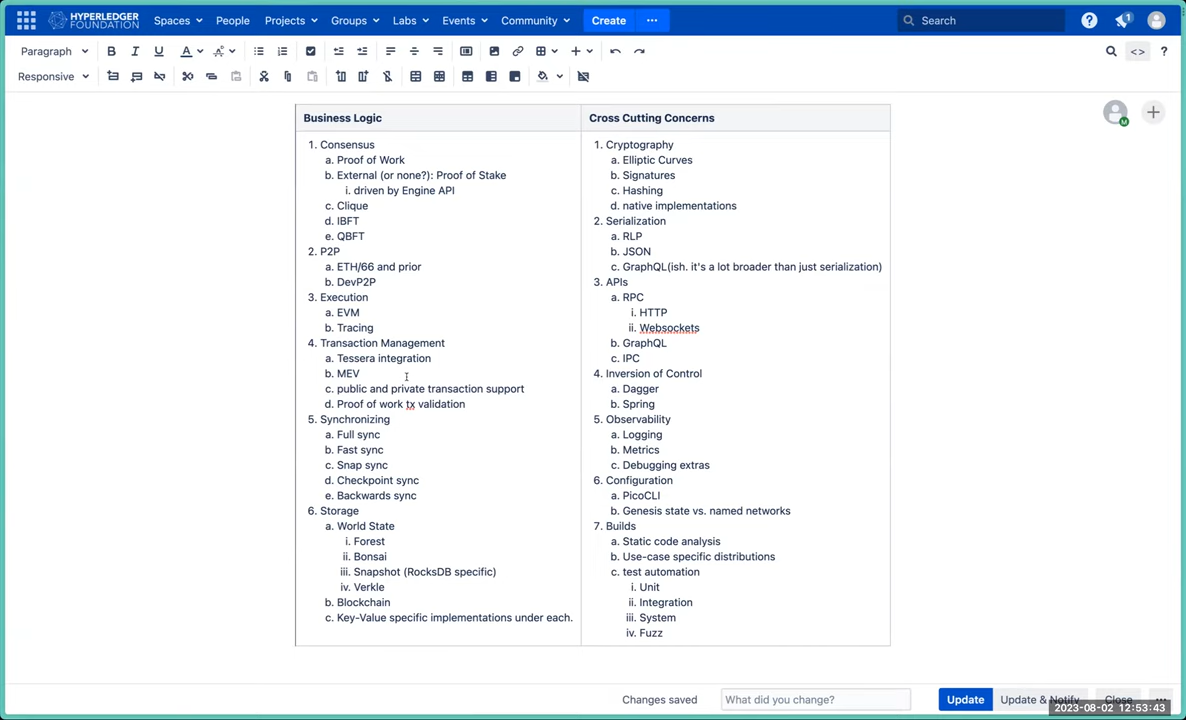 HYPERLEDGER FOUNDATION Spaces People Projects Groups Labs Events Community Create ... Search ? 1
Paragraph B I U A <> ?
Responsive
Business Logic
1. Consensus
a. Proof of Work
b. External (or none?): Proof of Stake
i. driven by Engine API
c. Clique
d. IBFT
e. QBFT
2. P2P
a. ETH/66 and prior
b. DevP2P
3. Execution
a. EVM
b. Tracing
4. Transaction Management
a. Tessera integration
b. MEV
c. public and private transaction support
d. Proof of work tx validation
5. Synchronizing
a. Full sync
b. Fast sync
c. Snap sync
d. Checkpoint sync
e. Backwards sync
6. Storage
a. World State
i. Forest
ii. Bonsai
iii. Snapshot (RocksDB specific)
iv. Verkle
b. Blockchain
c. Key-Value specific implementations under each.
Cross Cutting Concerns
1. Cryptography
a. Elliptic Curves
b. Signatures
c. Hashing
d. native implementations
2. Serialization
a. RLP
b. JSON
c. GraphQL(ish. it's a lot broader than just serialization)
3. APIs
a. RPC
i. HTTP
ii. Websockets
b. GraphQL
c. IPC
4. Inversion of Control
a. Dagger
b. Spring
5. Observability
a. Logging
b. Metrics
c. Debugging extras
6. Configuration
a. PicoCLI
b. Genesis state vs. named networks
7. Builds
a. Static code analysis
b. Use-case specific distributions
c. test automation
i. Unit
ii. Integration
iii. System
iv. Fuzz
M
Changes saved What did you change? Update Update & Notify Close ...
2023-08-02 12:53:43